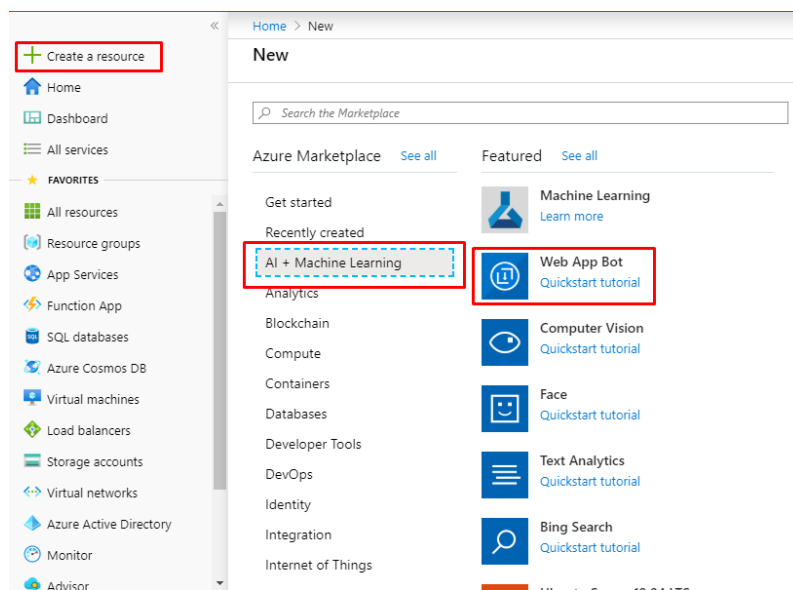 «
Create a resource
Home
Dashboard
All services
FAVORITES
All resources
Resource groups
App Services
Function App
SQL databases
Azure Cosmos DB
Virtual machines
Load balancers
Storage accounts
Virtual networks
Azure Active Directory
Monitor
Advisor
Home > New
New
Search the Marketplace
Azure Marketplace See all
Get started
Recently created
AI + Machine Learning
Analytics
Blockchain
Compute
Containers
Databases
Developer Tools
DevOps
Identity
Integration
Internet of Things
Featured See all
Machine Learning
Learn more
Web App Bot
Quickstart tutorial
Computer Vision
Quickstart tutorial
Face
Quickstart tutorial
Text Analytics
Quickstart tutorial
Bing Search
Quickstart tutorial